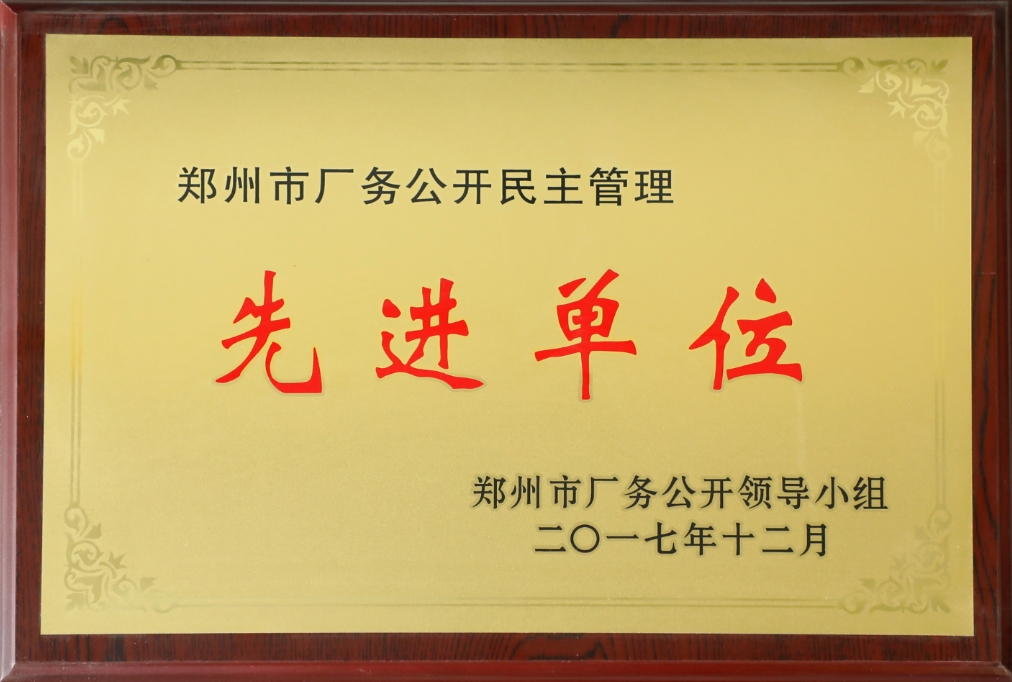 郑州市厂务公开民主管理
先进单位
郑州市厂务公开领导小组
二〇一七年十二月